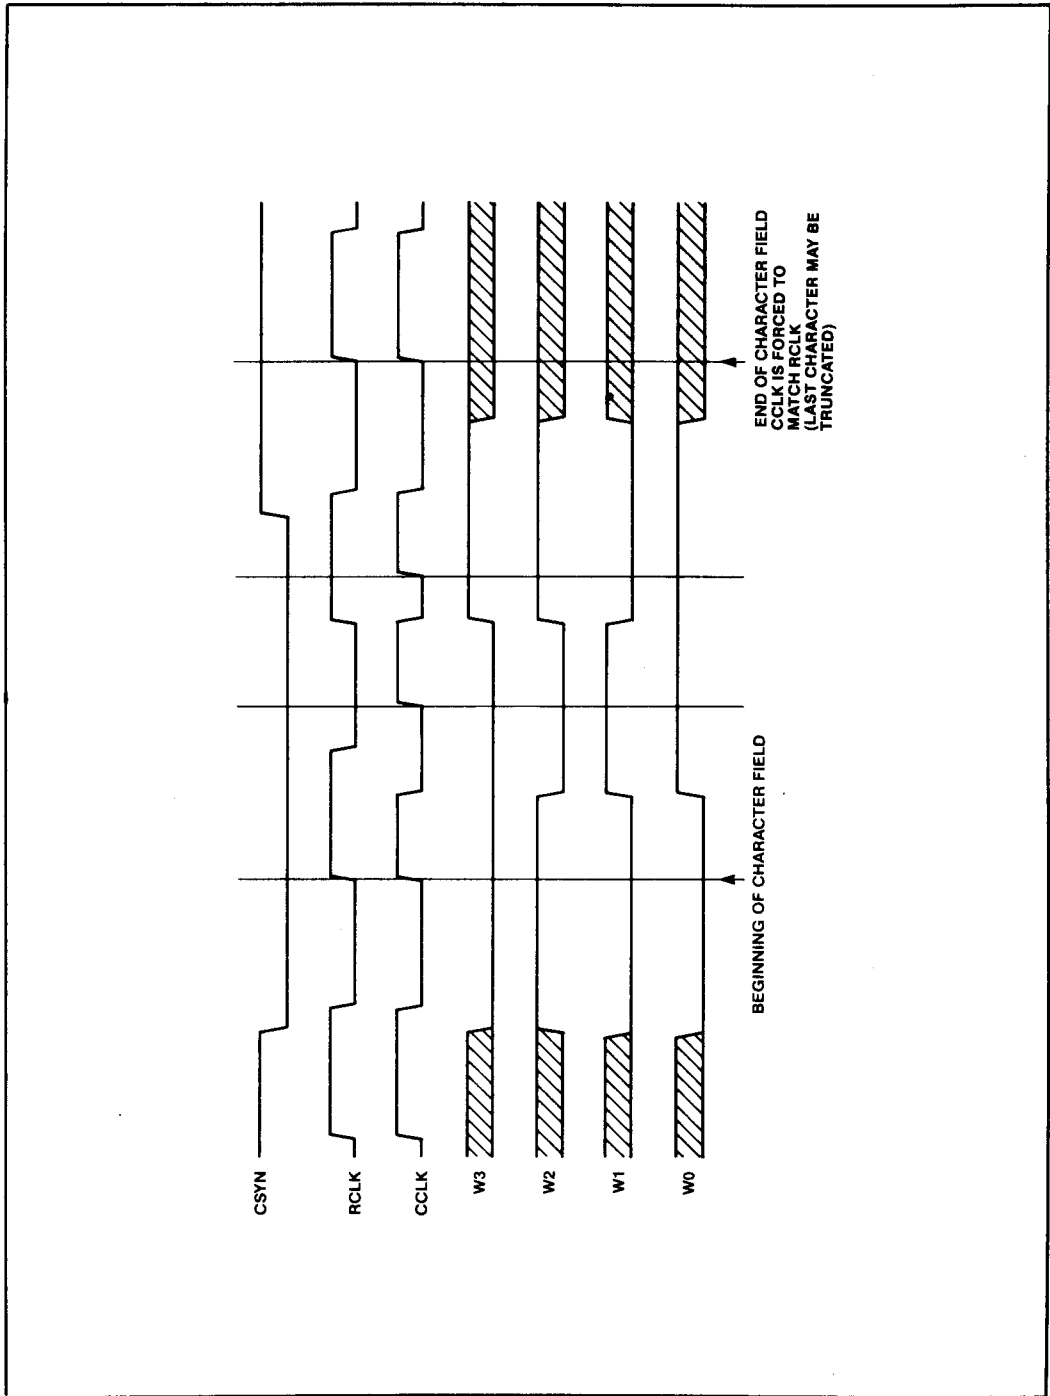 CSYN
RCLK
CCLK
W3
W2
W1
W0
BEGINNING OF CHARACTER FIELD
END OF CHARACTER FIELD
CCLK IS FORCED TO
MATCH RCLK
(LAST CHARACTER MAY BE
TRUNCATED)